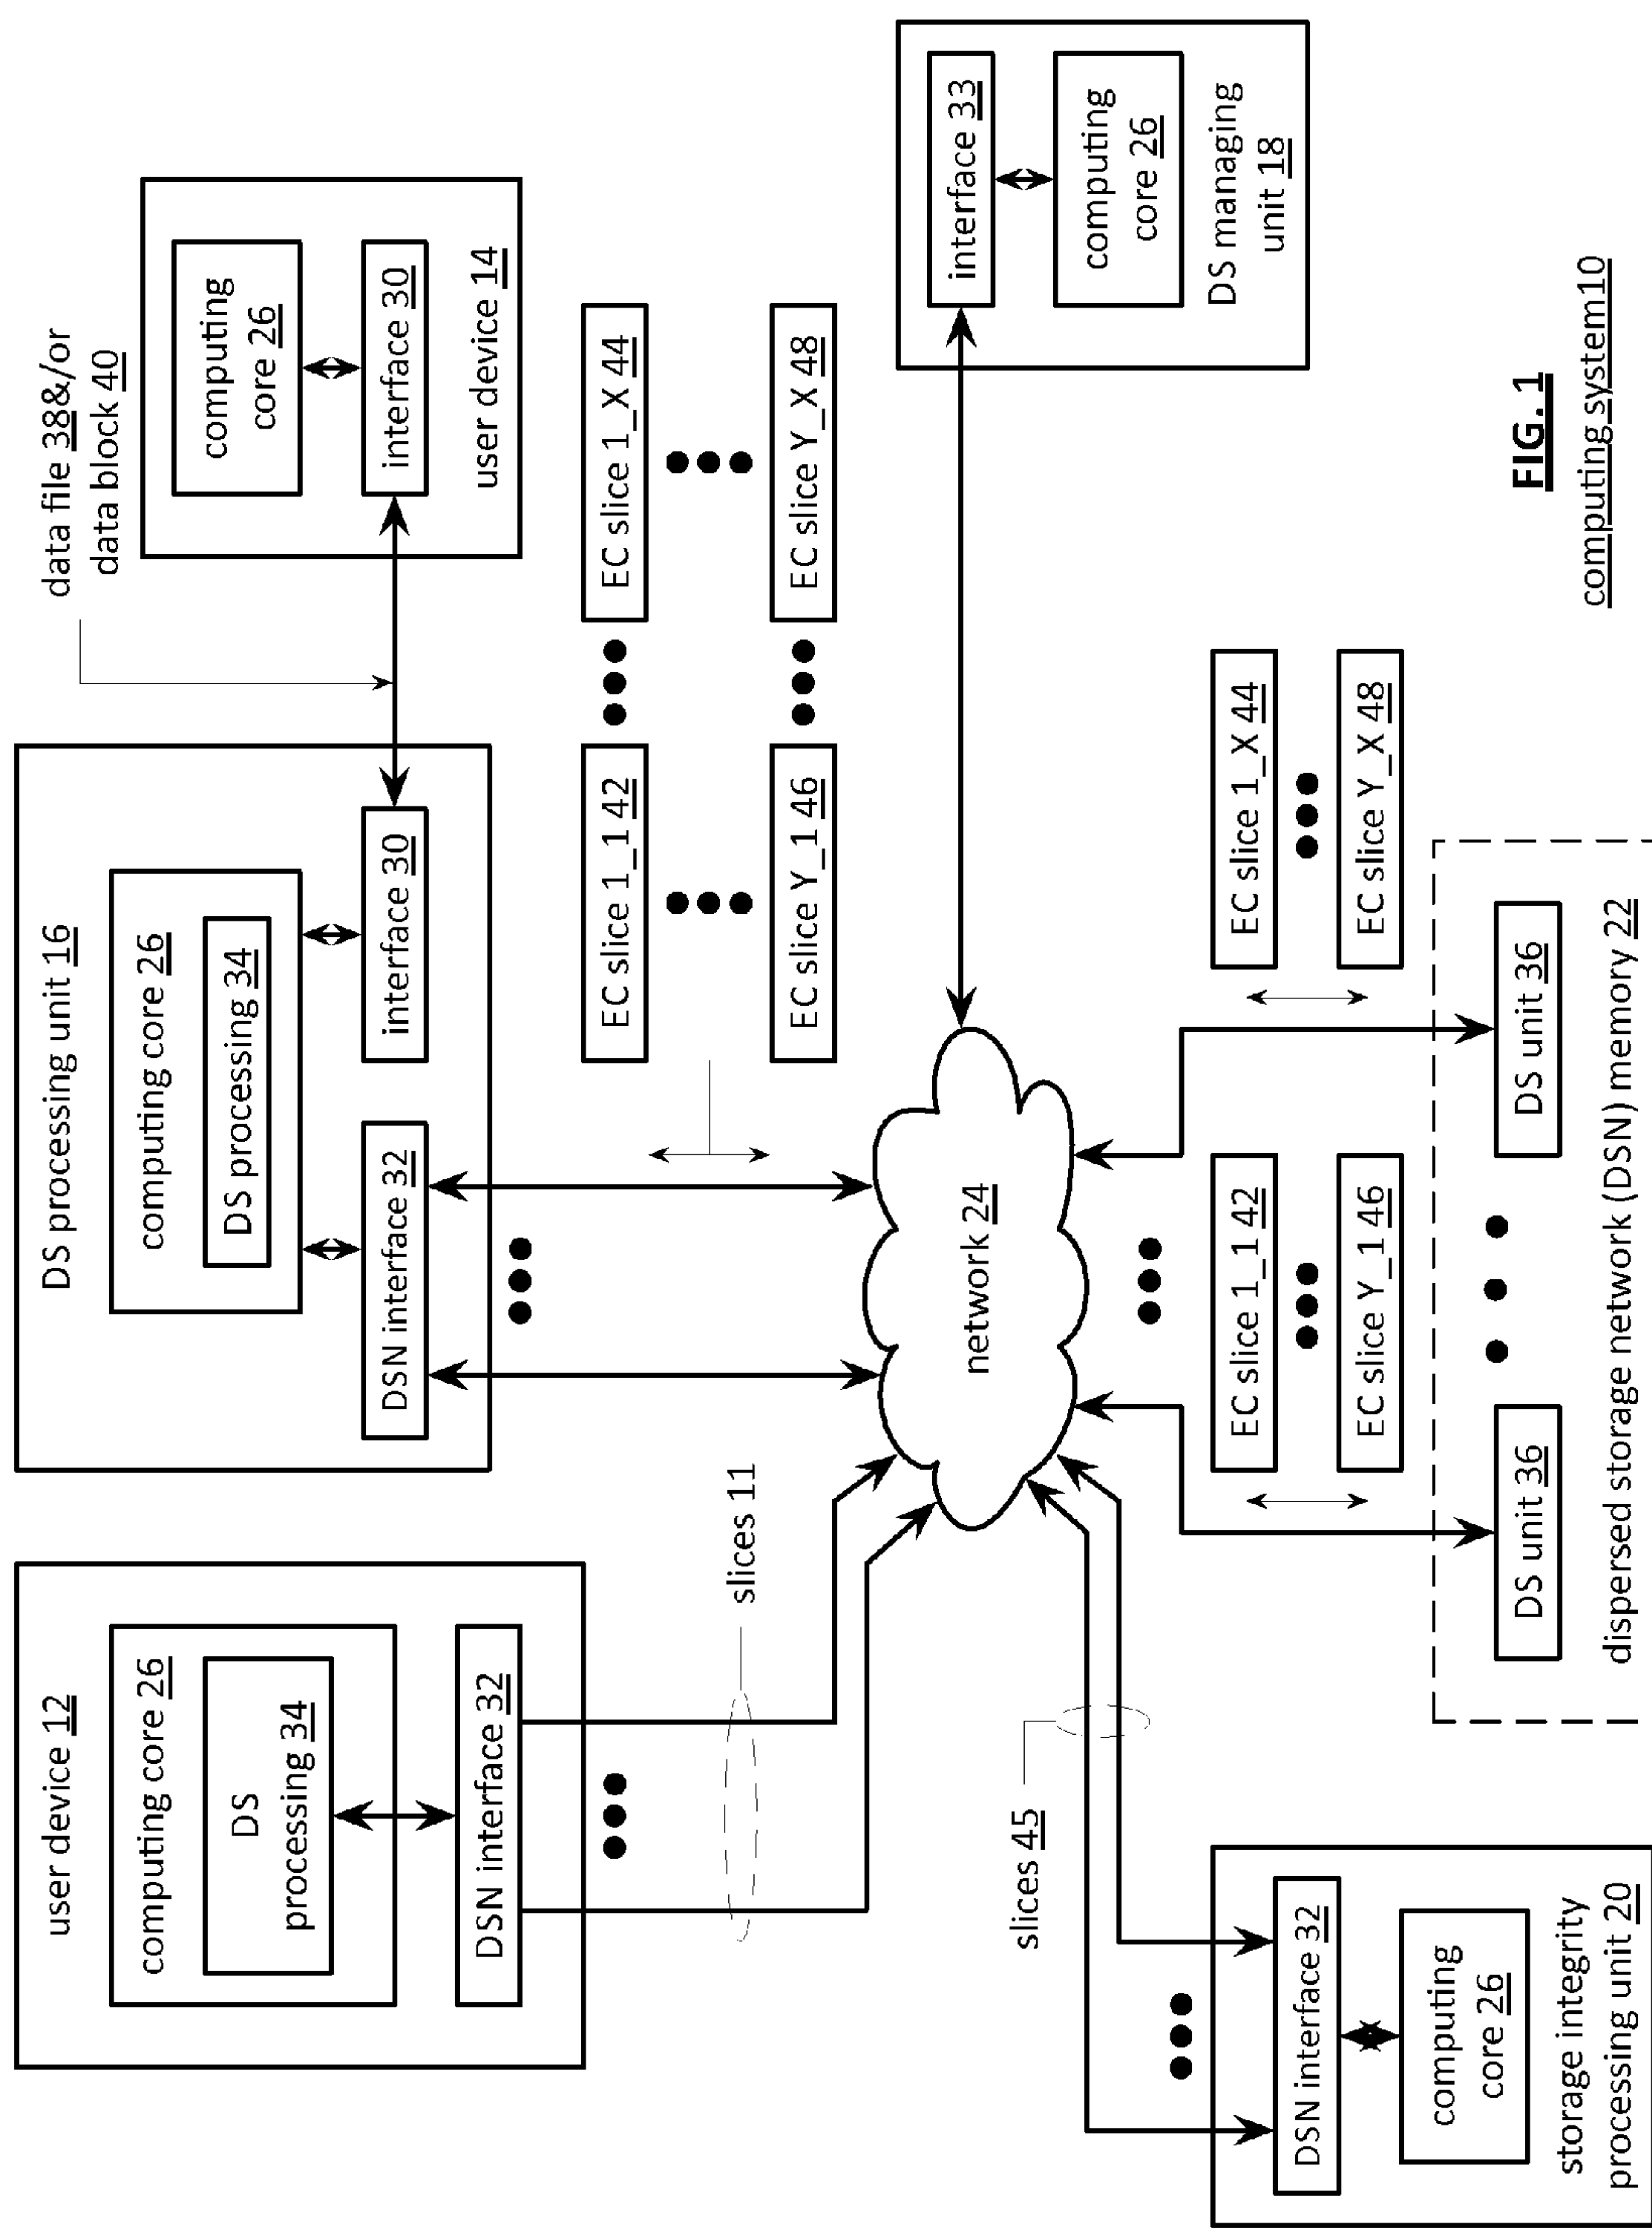 user device 12
computing core 26
DS
processing 34
DSN interface 32
slices 11
DS processing unit 16
computing core 26
DS processing 34
DSN interface 32
interface 30
data file 38&/or
data block 40
computing
core 26
interface 30
user device 14
EC slice 1_1 42
EC slice 1_X 44
EC slice Y_1 46
EC slice Y_X 48
network 24
interface 33
computing
core 26
DS managing
unit 18
slices 45
DSN interface 32
computing
core 26
storage integrity
processing unit 20
EC slice 1_1 42
EC slice Y_1 46
EC slice 1_X 44
EC slice Y_X 48
DS unit 36
DS unit 36
dispersed storage network (DSN) memory 22
FIG. 1
computing system10